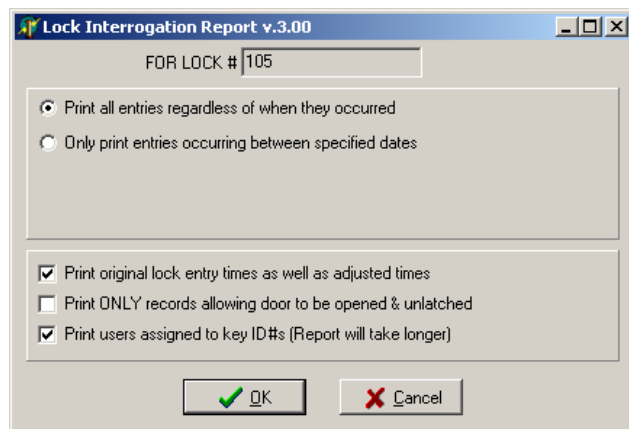 Lock Interrogation Report v.3.00
FOR LOCK # 105
Print all entries regardless of when they occurred
Only print entries occurring between specified dates
Print original lock entry times as well as adjusted times
Print ONLY records allowing door to be opened & unlatched
Print users assigned to key ID#s (Report will take longer)
OK Cancel